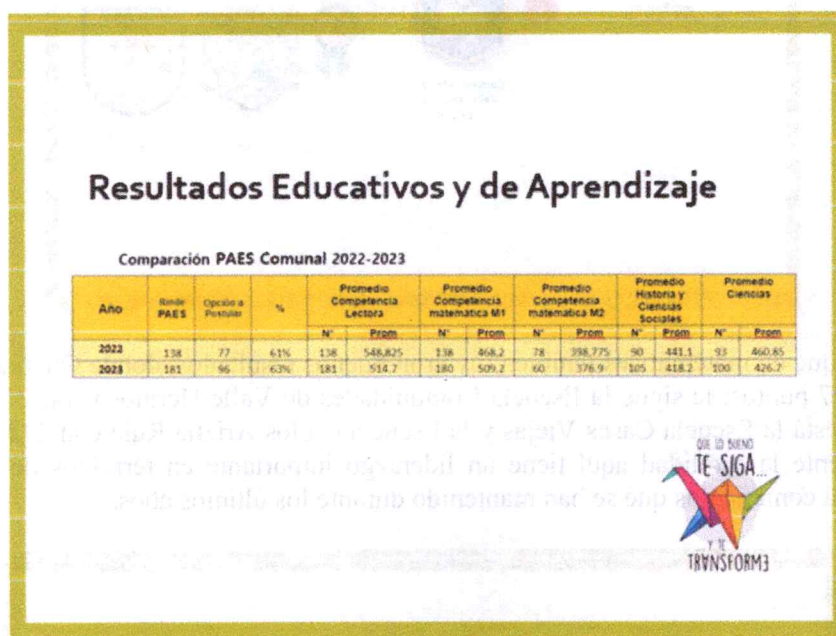 Resultados Educativos y de Aprendizaje
Comparación PAES Comunal 2022-2023
Año | Rinde PAES | Opción a Postular | % | Promedio Competencia Lectora | Promedio Competencia matemática M1 | Promedio Competencia matemática M2 | Promedio Historia y Ciencias Sociales | Promedio Ciencias
N° Prom N° Prom N° Prom N° Prom N° Prom
2022 138 77 61% 138 548,825 138 468.2 78 398,775 90 441.1 93 460,85
2023 181 96 63% 181 514.7 180 509.2 60 376.9 105 418.2 100 426.7
QUE LO BUENO
TE SIGA...
Y TE
TRANSFORM3